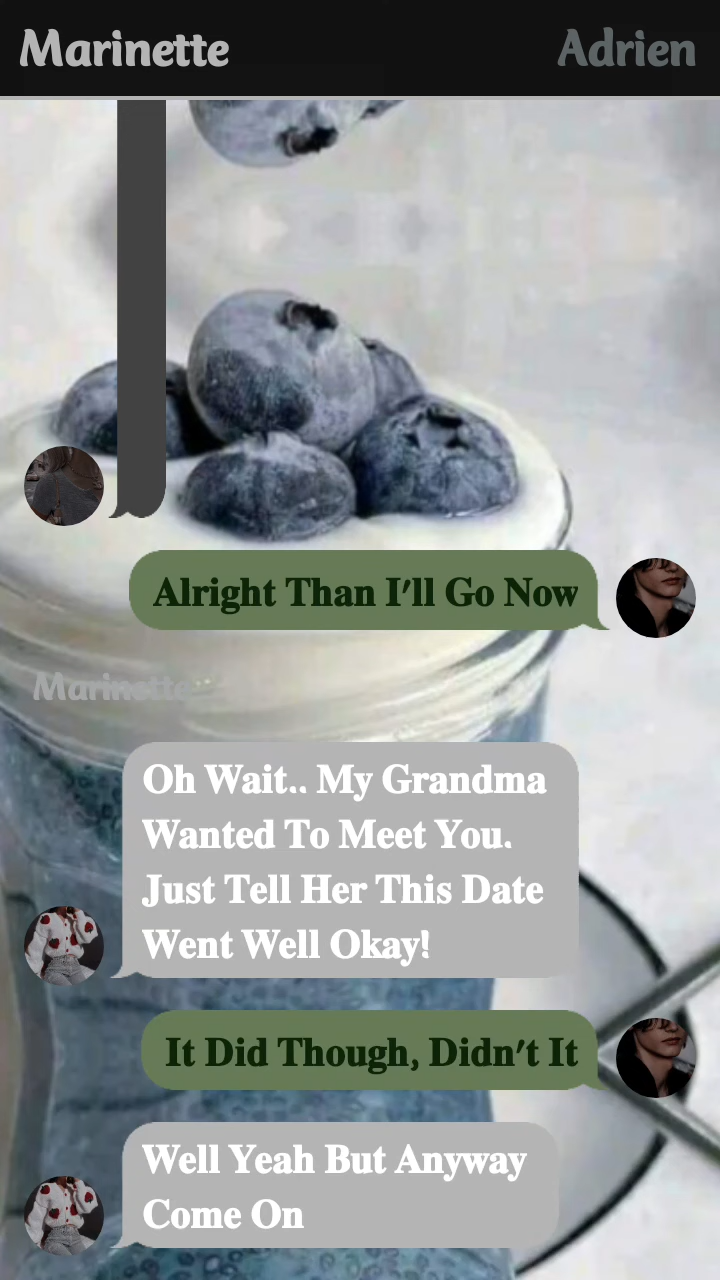 Marinette
Adrien
Alright Than I'll Go Now
Marinette
Oh Wait.. My Grandma
Wanted To Meet You.
Just Tell Her This Date
Went Well Okay!
It Did Though, Didn't It
Well Yeah But Anyway
Come On